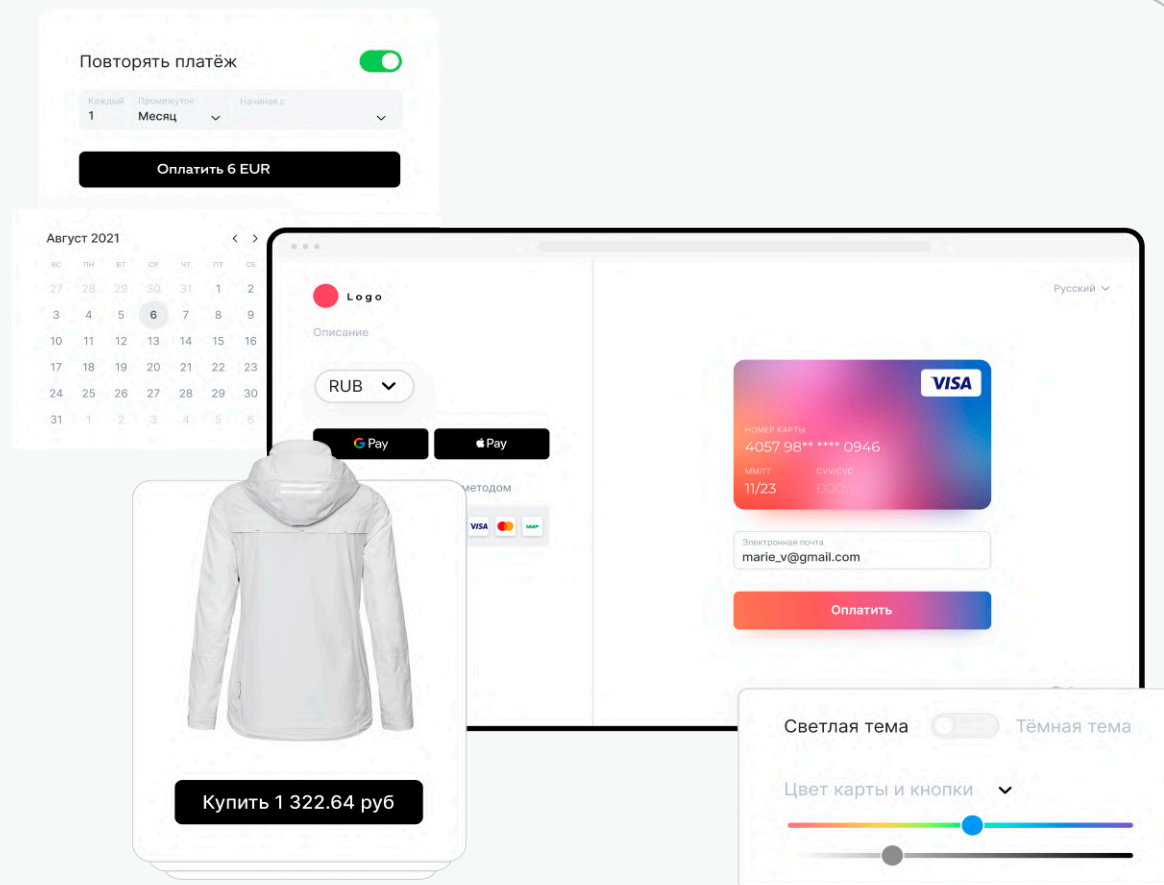 Повторять платёж
Каждый Промежуток Начиная с
1 Месяц
Оплатить 6 EUR
Август 2021
ВС ПН ВТ СР ЧТ ПТ СБ
27 28 29 30 31 1 2
3 4 5 6 7 8 9
10 11 12 13 14 15 16
17 18 19 20 21 22 23
24 25 26 27 28 29 30
31 1 2 3 4 5 6
Logo
Русский
Описание
RUB
G Pay Pay
методом
VISA МИР
VISA
НОМЕР КАРТЫ
4057 98** **** 0946
ММ/ГГ CVV/CVC
11/23 000
Электронная почта
marie_v@gmail.com
Оплатить
Купить 1 322.64 руб
Светлая тема Тёмная тема
Цвет карты и кнопки